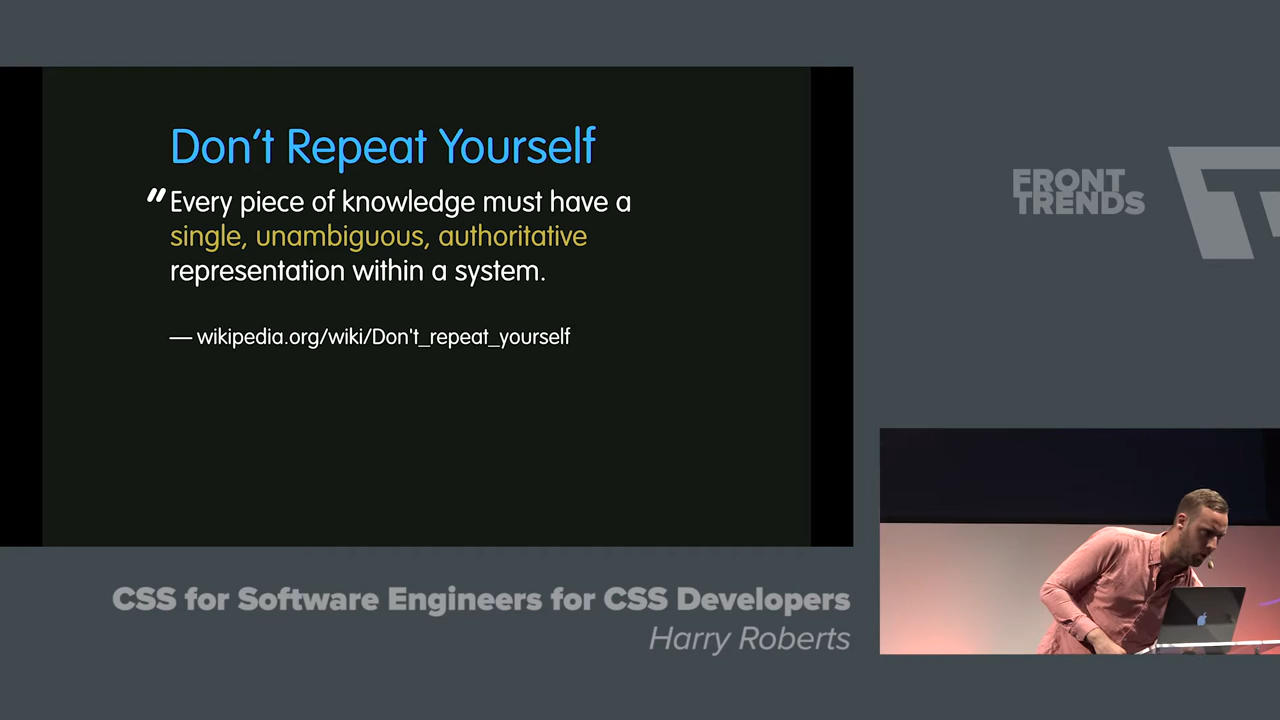 Don't Repeat Yourself
"Every piece of knowledge must have a
single, unambiguous, authoritative
representation within a system.
— wikipedia.org/wiki/Don't_repeat_yourself
FRONT
TRENDS
CSS for Software Engineers for CSS Developers
Harry Roberts